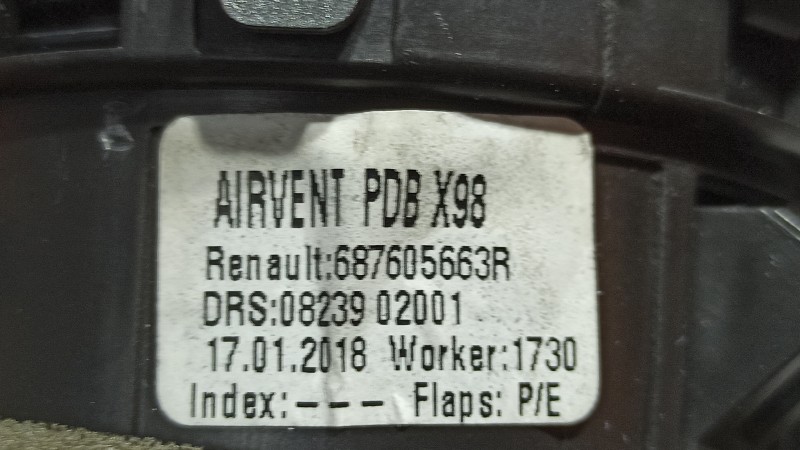 AIRVENT PDB X98
Renault:687605663R
DRS:08239 02001
17.01.2018 Worker:1730
Index:--- Flaps: P/E